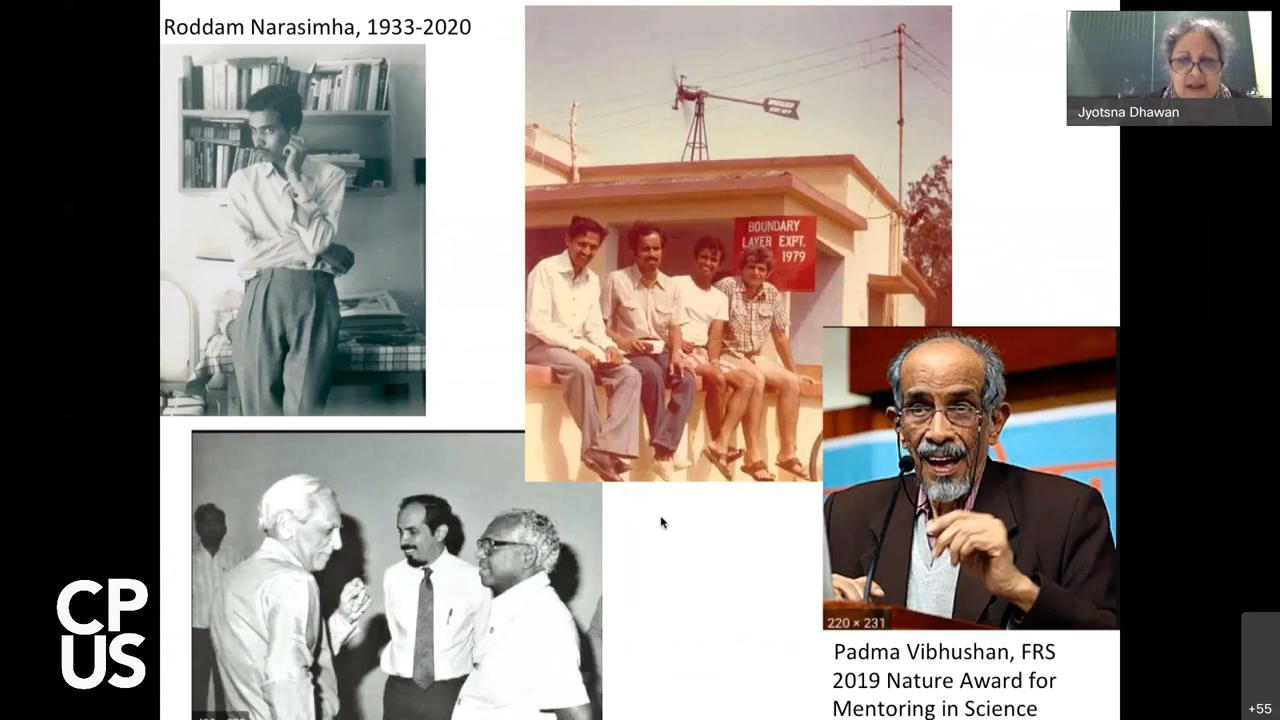 Roddam Narasimha, 1933-2020
Jyotsna Dhawan
BOUNDARY
LAYER EXPT.
1979
220 × 231
Padma Vibhushan, FRS
2019 Nature Award for
Mentoring in Science
CP
US
+55